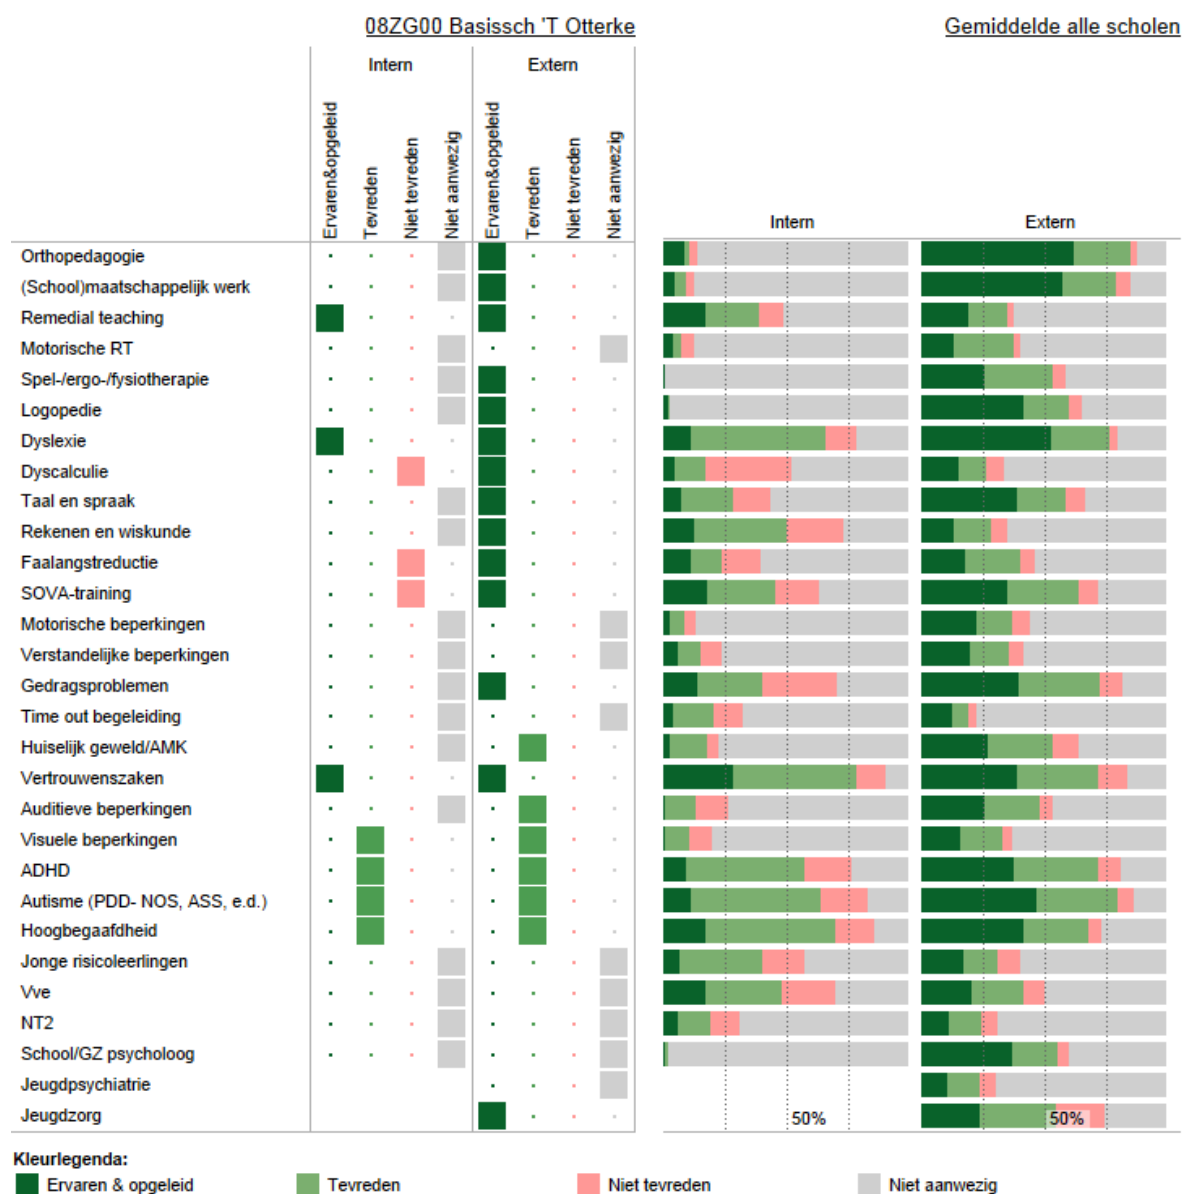 08ZG00 Basissch 'T Otterke
Gemiddelde alle scholen
Intern
Extern
Ervaren&opgeleid
Tevreden
Niet tevreden
Niet aanwezig
Ervaren&opgeleid
Tevreden
Niet tevreden
Niet aanwezig
Intern
Extern
Orthopedagogie
(School)maatschappelijk werk
Remedial teaching
Motorische RT
Spel-/ergo-/fysiotherapie
Logopedie
Dyslexie
Dyscalculie
Taal en spraak
Rekenen en wiskunde
Faalangstreductie
SOVA-training
Motorische beperkingen
Verstandelijke beperkingen
Gedragsproblemen
Time out begeleiding
Huiselijk geweld/AMK
Vertrouwenszaken
Auditieve beperkingen
Visuele beperkingen
ADHD
Autisme (PDD- NOS, ASS, e.d.)
Hoogbegaafdheid
Jonge risicoleerlingen
Vve
NT2
School/GZ psycholoog
Jeugdpsychiatrie
Jeugdzorg
50%
50%
Kleurlegenda:
Ervaren & opgeleid
Tevreden
Niet tevreden
Niet aanwezig